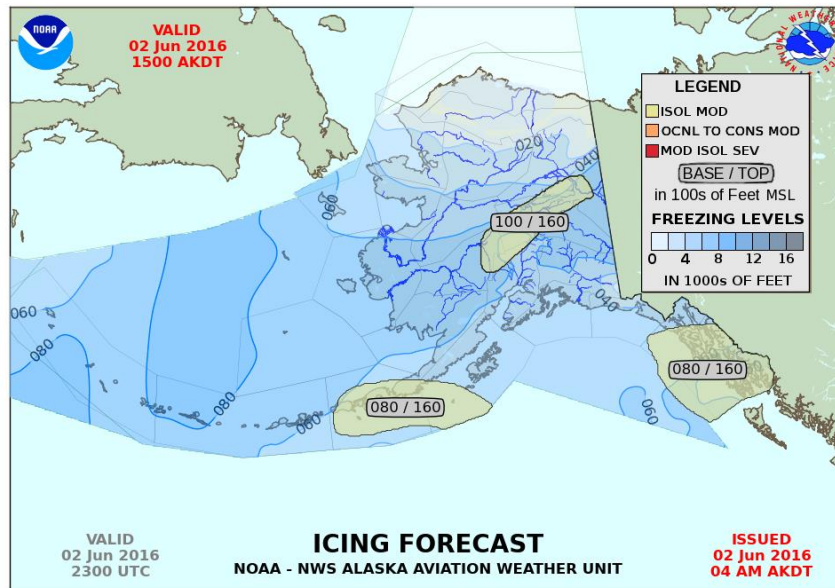 NOAA
VALID
02 Jun 2016
1500 AKDT
NATIONAL WEATHER
LEGEND
ISOL MOD
OCNL TO CONS MOD
MOD ISOL SEV
BASE / TOP
in 100s of Feet MSL
FREEZING LEVELS
0 4 8 12 16
IN 1000s OF FEET
020
040
060
100 / 160
040
060
080
080
060
080 / 160
080 / 160
060
VALID
02 Jun 2016
2300 UTC
ICING FORECAST
NOAA - NWS ALASKA AVIATION WEATHER UNIT
ISSUED
02 Jun 2016
04 AM AKDT